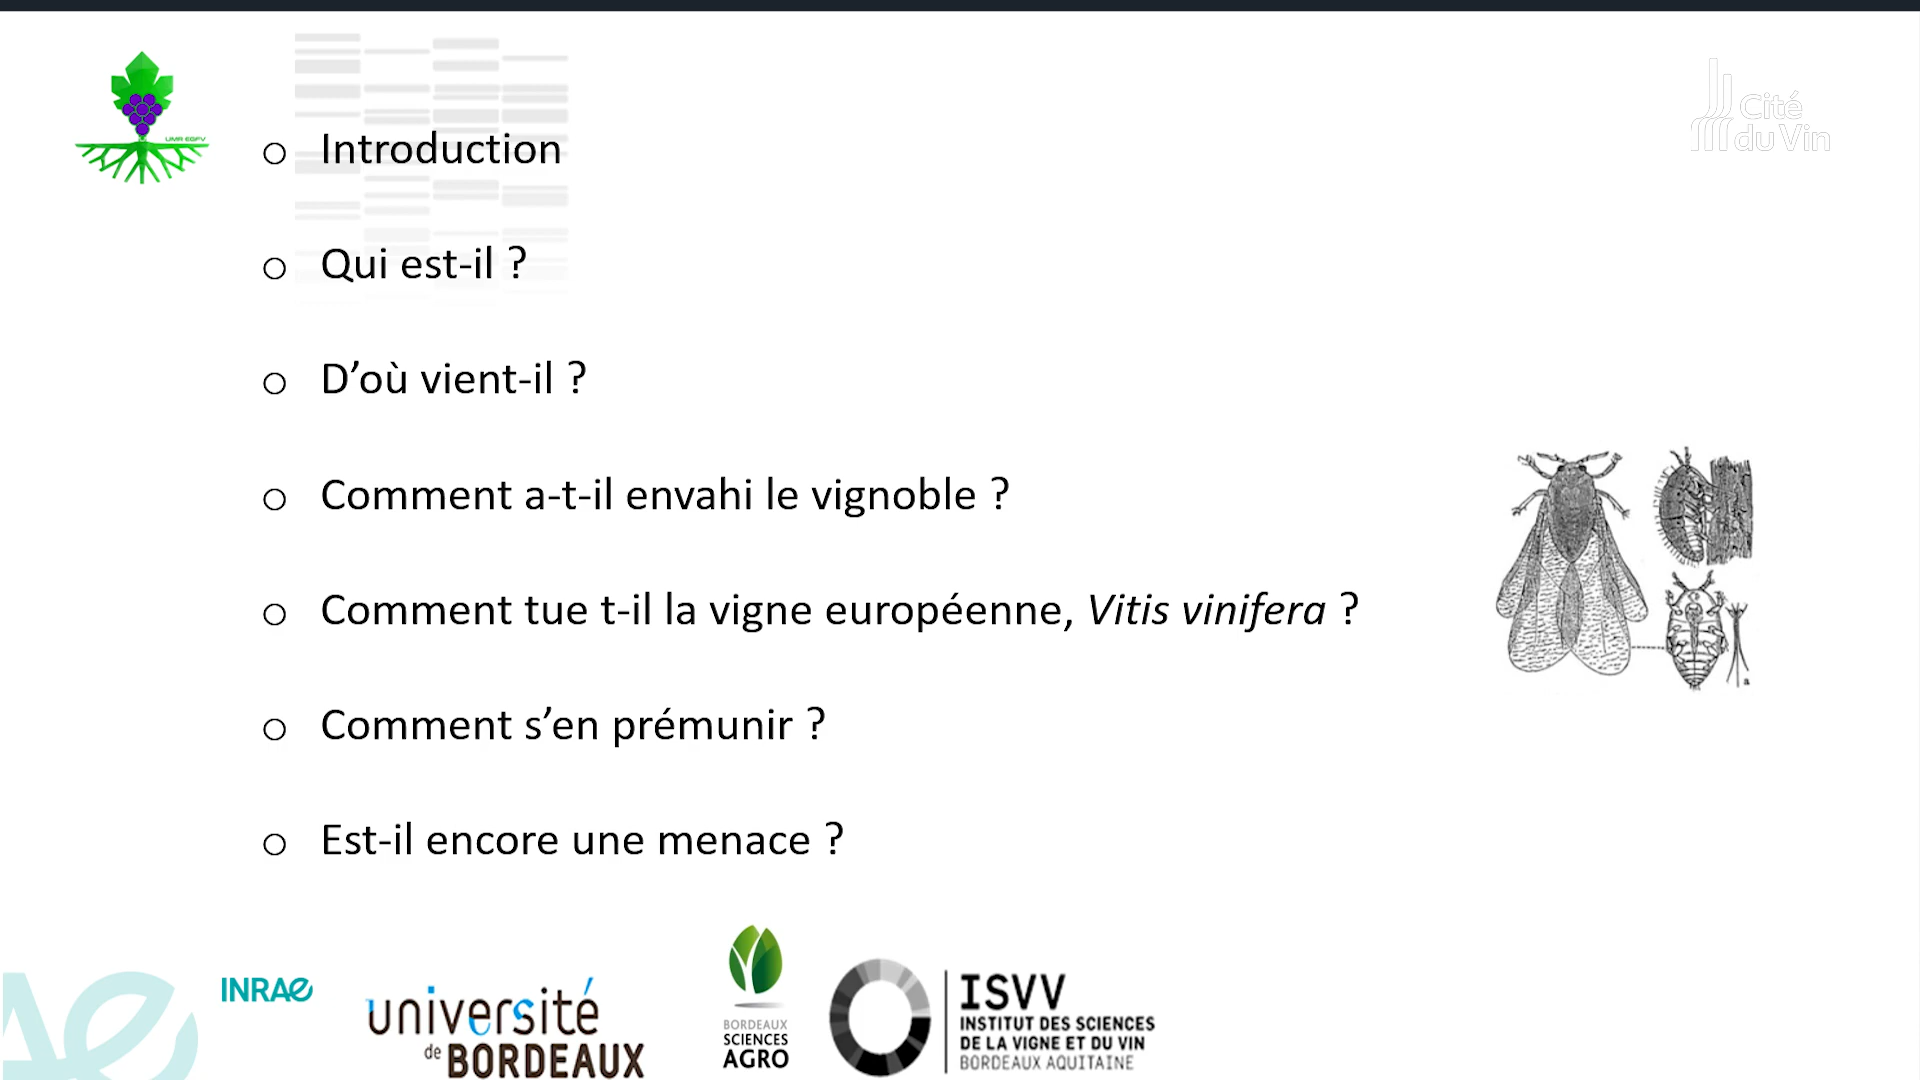 UMR EGFV
Cité
du Vin
Introduction
Qui est-il ?
D’où vient-il ?
Comment a-t-il envahi le vignoble ?
Comment tue t-il la vigne européenne, Vitis vinifera ?
a
Comment s’en prémunir ?
Est-il encore une menace ?
INRAE
université
de BORDEAUX
BORDEAUX
SCIENCES
AGRO
ISVV
INSTITUT DES SCIENCES
DE LA VIGNE ET DU VIN
BORDEAUX AQUITAINE